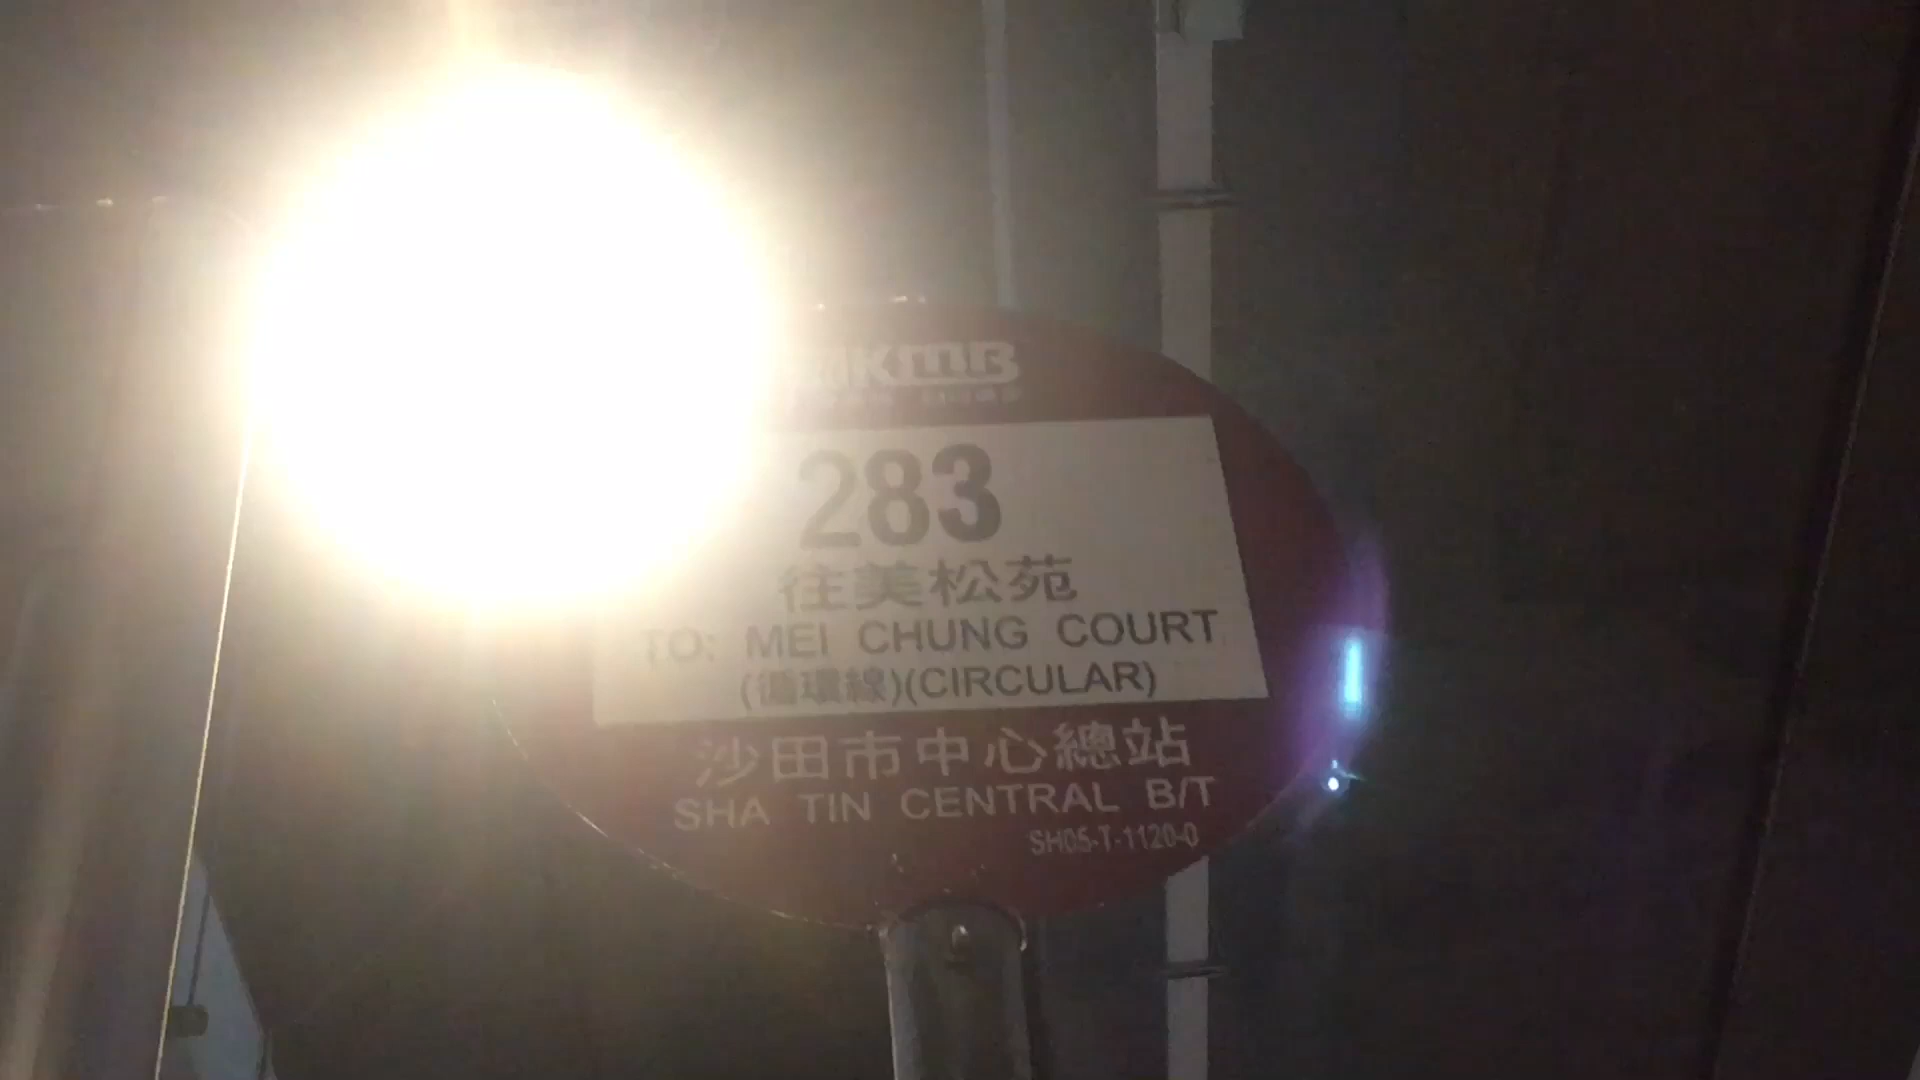 KMB
283
往美松苑
TO: MEI CHUNG COURT
(循環線)(CIRCULAR)
沙田市中心總站
SHA TIN CENTRAL B/T
SH05-T-1120-0